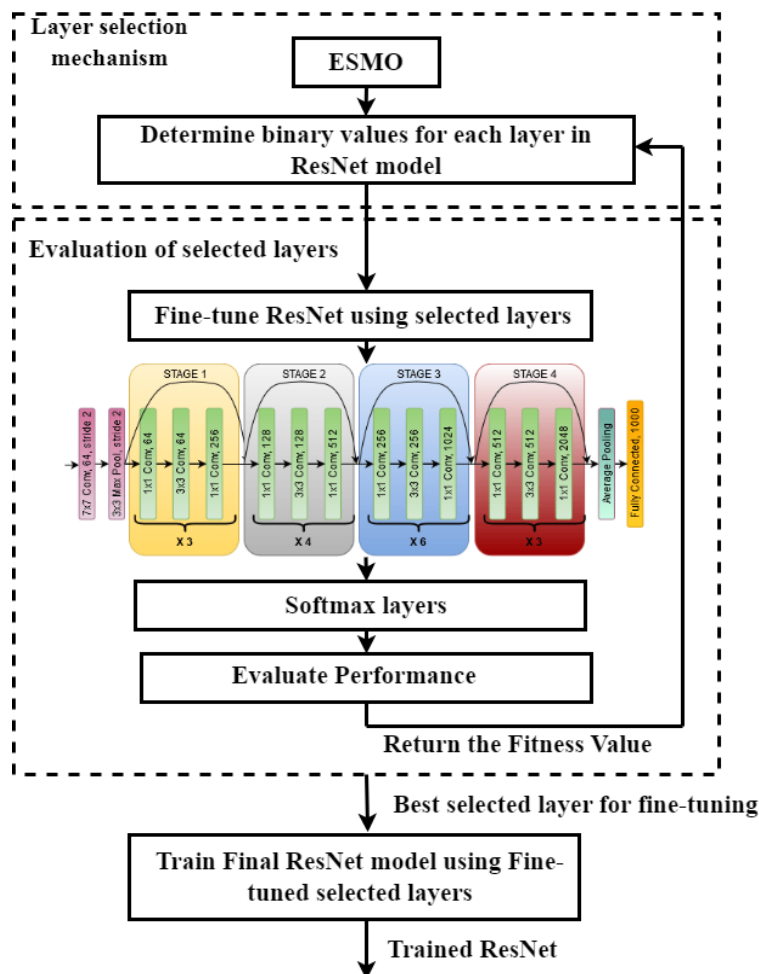 Layer selection
mechanism
ESMO
Determine binary values for each layer in
ResNet model
Evaluation of selected layers
Fine-tune ResNet using selected layers
STAGE 1
STAGE 2
STAGE 3
STAGE 4
7x7 Conv, 64, stride 2
3x3 Max Pool, stride 2
1x1 Conv, 64
3x3 Conv, 64
1x1 Conv, 256
1x1 Conv, 128
3x3 Conv, 128
1x1 Conv, 512
1x1 Conv, 256
3x3 Conv, 256
1x1 Conv, 1024
1x1 Conv, 512
3x3 Conv, 512
1x1 Conv, 2048
Average Pooling
Fully Connected, 1000
X 3
X 4
X 6
X 3
Softmax layers
Evaluate Performance
Return the Fitness Value
Best selected layer for fine-tuning
Train Final ResNet model using Fine-
tuned selected layers
Trained ResNet